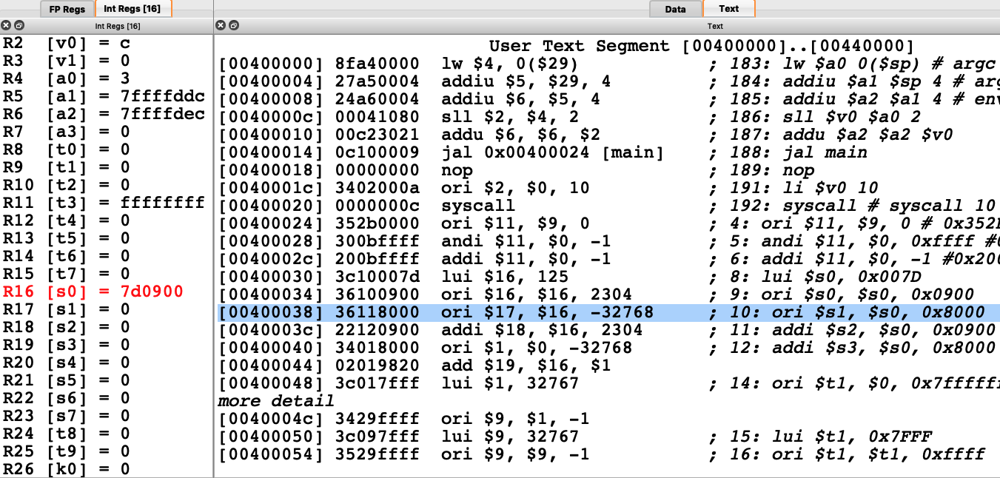 FP Regs
Int Regs [16]
Data
Text
Int Regs [16]
Text
R2 [v0] = c
R3 [v1] = 0
R4 [a0] = 3
R5 [a1] = 7ffffddc
R6 [a2] = 7ffffdec
R7 [a3] = 0
R8 [t0] = 0
R9 [t1] = 0
R10 [t2] = 0
R11 [t3] = ffffffff
R12 [t4] = 0
R13 [t5] = 0
R14 [t6] = 0
R15 [t7] = 0
R16 [s0] = 7d0900
R17 [s1] = 0
R18 [s2] = 0
R19 [s3] = 0
R20 [s4] = 0
R21 [s5] = 0
R22 [s6] = 0
R23 [s7] = 0
R24 [t8] = 0
R25 [t9] = 0
R26 [k0] = 0
User Text Segment [00400000]..[00440000]
[00400000] 8fa40000 lw $4, 0($29) ; 183: lw $a0 0($sp) # argc
[00400004] 27a50004 addiu $5, $29, 4 ; 184: addiu $a1 $sp 4 # arg
[00400008] 24a60004 addiu $6, $5, 4 ; 185: addiu $a2 $a1 4 # env
[0040000c] 00041080 sll $2, $4, 2 ; 186: sll $v0 $a0 2
[00400010] 00c23021 addu $6, $6, $2 ; 187: addu $a2 $a2 $v0
[00400014] 0c100009 jal 0x00400024 [main] ; 188: jal main
[00400018] 00000000 nop ; 189: nop
[0040001c] 3402000a ori $2, $0, 10 ; 191: li $v0 10
[00400020] 0000000c syscall ; 192: syscall # syscall 10
[00400024] 352b0000 ori $11, $9, 0 ; 4: ori $11, $9, 0 # 0x352
[00400028] 300bffff andi $11, $0, -1 ; 5: andi $11, $0, 0xffff #
[0040002c] 200bffff addi $11, $0, -1 ; 6: addi $11, $0, -1 #0x200
[00400030] 3c10007d lui $16, 125 ; 8: lui $s0, 0x007D
[00400034] 36100900 ori $16, $16, 2304 ; 9: ori $s0, $s0, 0x0900
[00400038] 36118000 ori $17, $16, -32768 ; 10: ori $s1, $s0, 0x8000
[0040003c] 22120900 addi $18, $16, 2304 ; 11: addi $s2, $s0, 0x0900
[00400040] 34018000 ori $1, $0, -32768 ; 12: addi $s3, $s0, 0x8000
[00400044] 02019820 add $19, $16, $1
[00400048] 3c017fff lui $1, 32767 ; 14: ori $t1, $0, 0x7fffff
more detail
[0040004c] 3429ffff ori $9, $1, -1
[00400050] 3c097fff lui $9, 32767 ; 15: lui $t1, 0x7FFF
[00400054] 3529ffff ori $9, $9, -1 ; 16: ori $t1, $t1, 0xffff